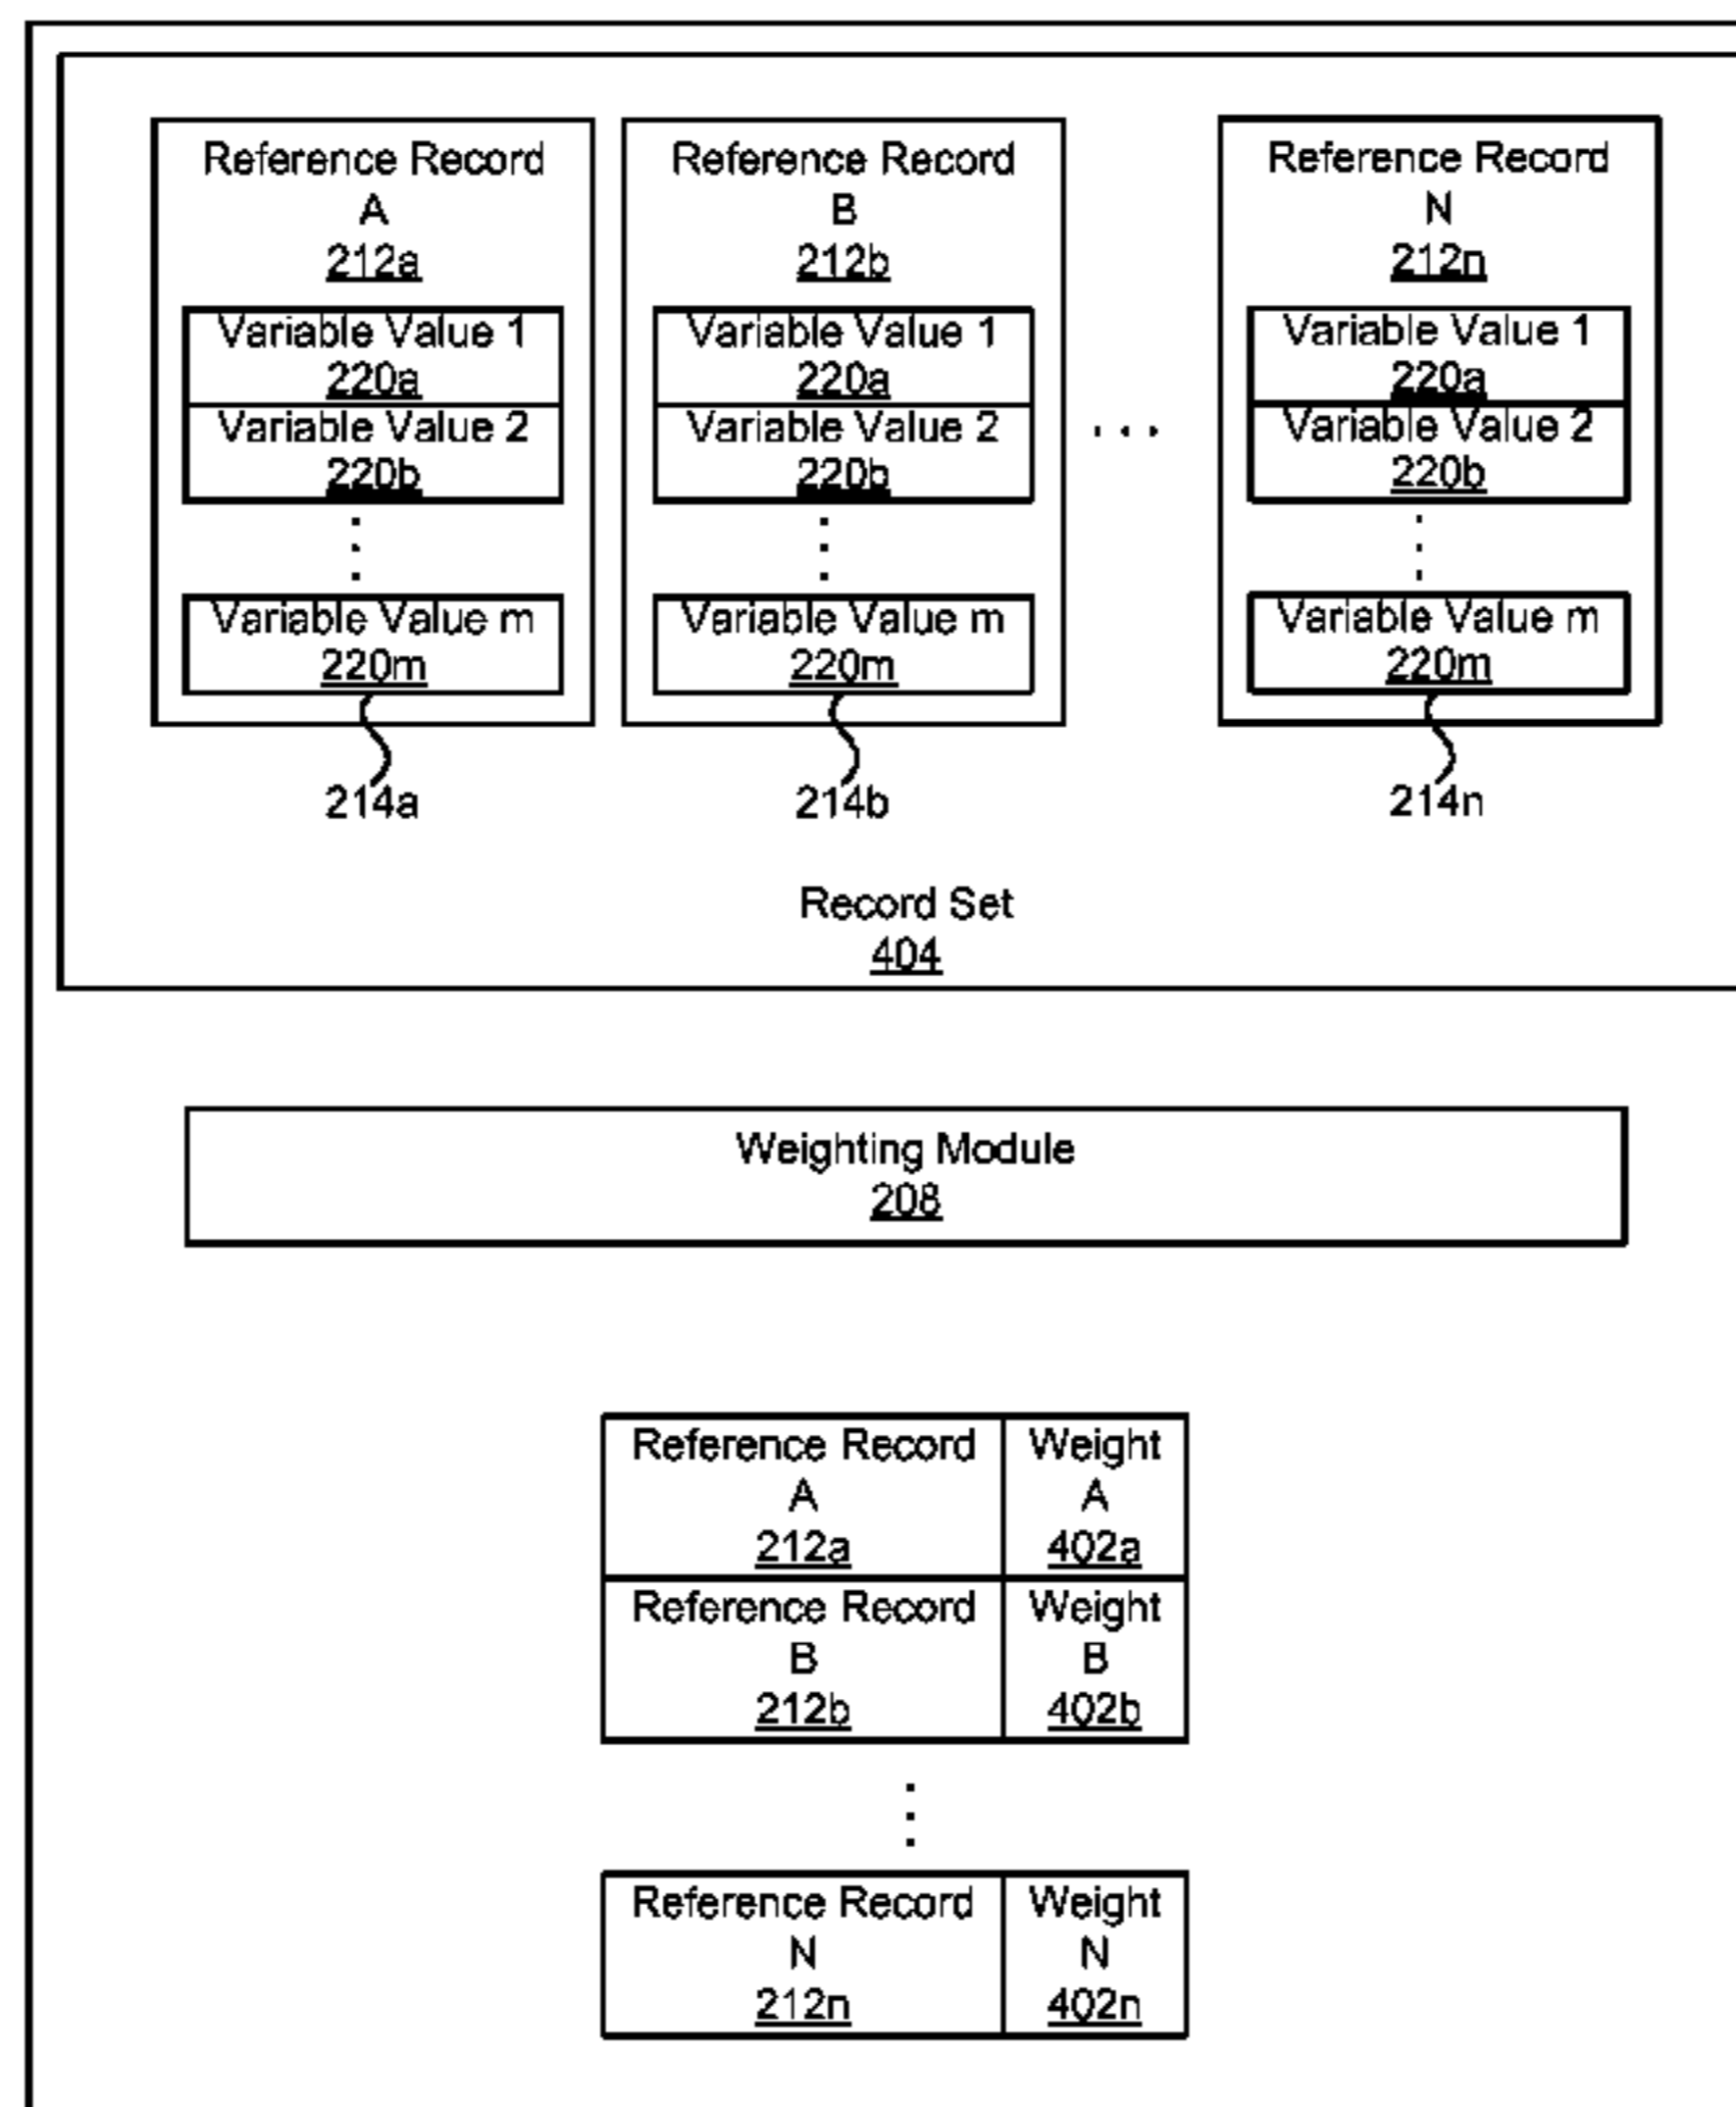 Reference Record
A
212a
Variable Value 1
220a
Variable Value 2
220b
Variable Value m
220m
214a
Reference Record
B
212b
Variable Value 1
220a
Variable Value 2
220b
Variable Value m
220m
214b
. . .
Reference Record
N
212n
Variable Value 1
220a
Variable Value 2
220b
Variable Value m
220m
214n
Record Set
404
Weighting Module
208
Reference Record
A
212a
Weight
A
402a
Reference Record
B
212b
Weight
B
402b
Reference Record
N
212n
Weight
N
402n